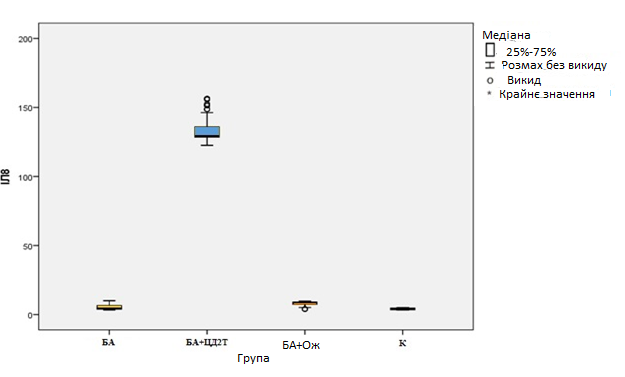 Медіана
25%-75%
Розмах без викиду
Викид
* Крайнє значення
200
150
100
50
0
ІЛ8
БА
БА+ЦД2Т
БА+Ож
К
Група